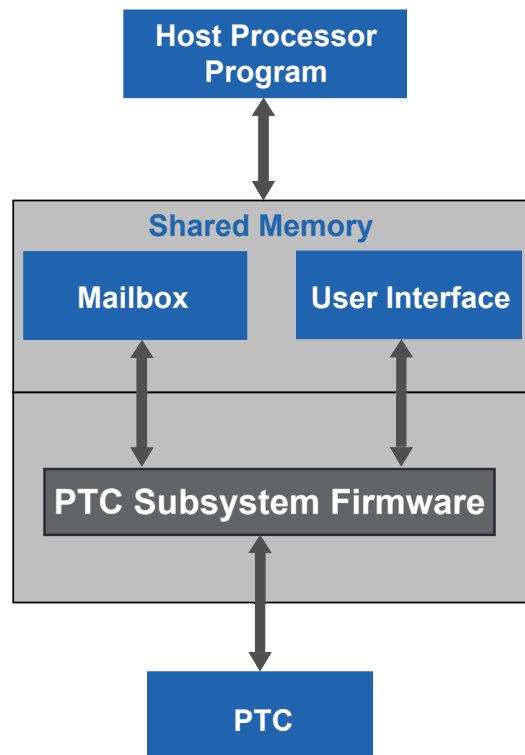 Host Processor
Program
Shared Memory
Mailbox
User Interface
PTC Subsystem Firmware
PTC